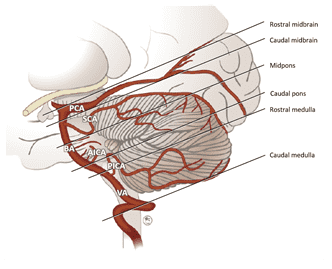 Rostral midbrain
Caudal midbrain
Midpons
Caudal pons
Rostral medulla
Caudal medulla
PCA
SCA
BA
AICA
PICA
VA